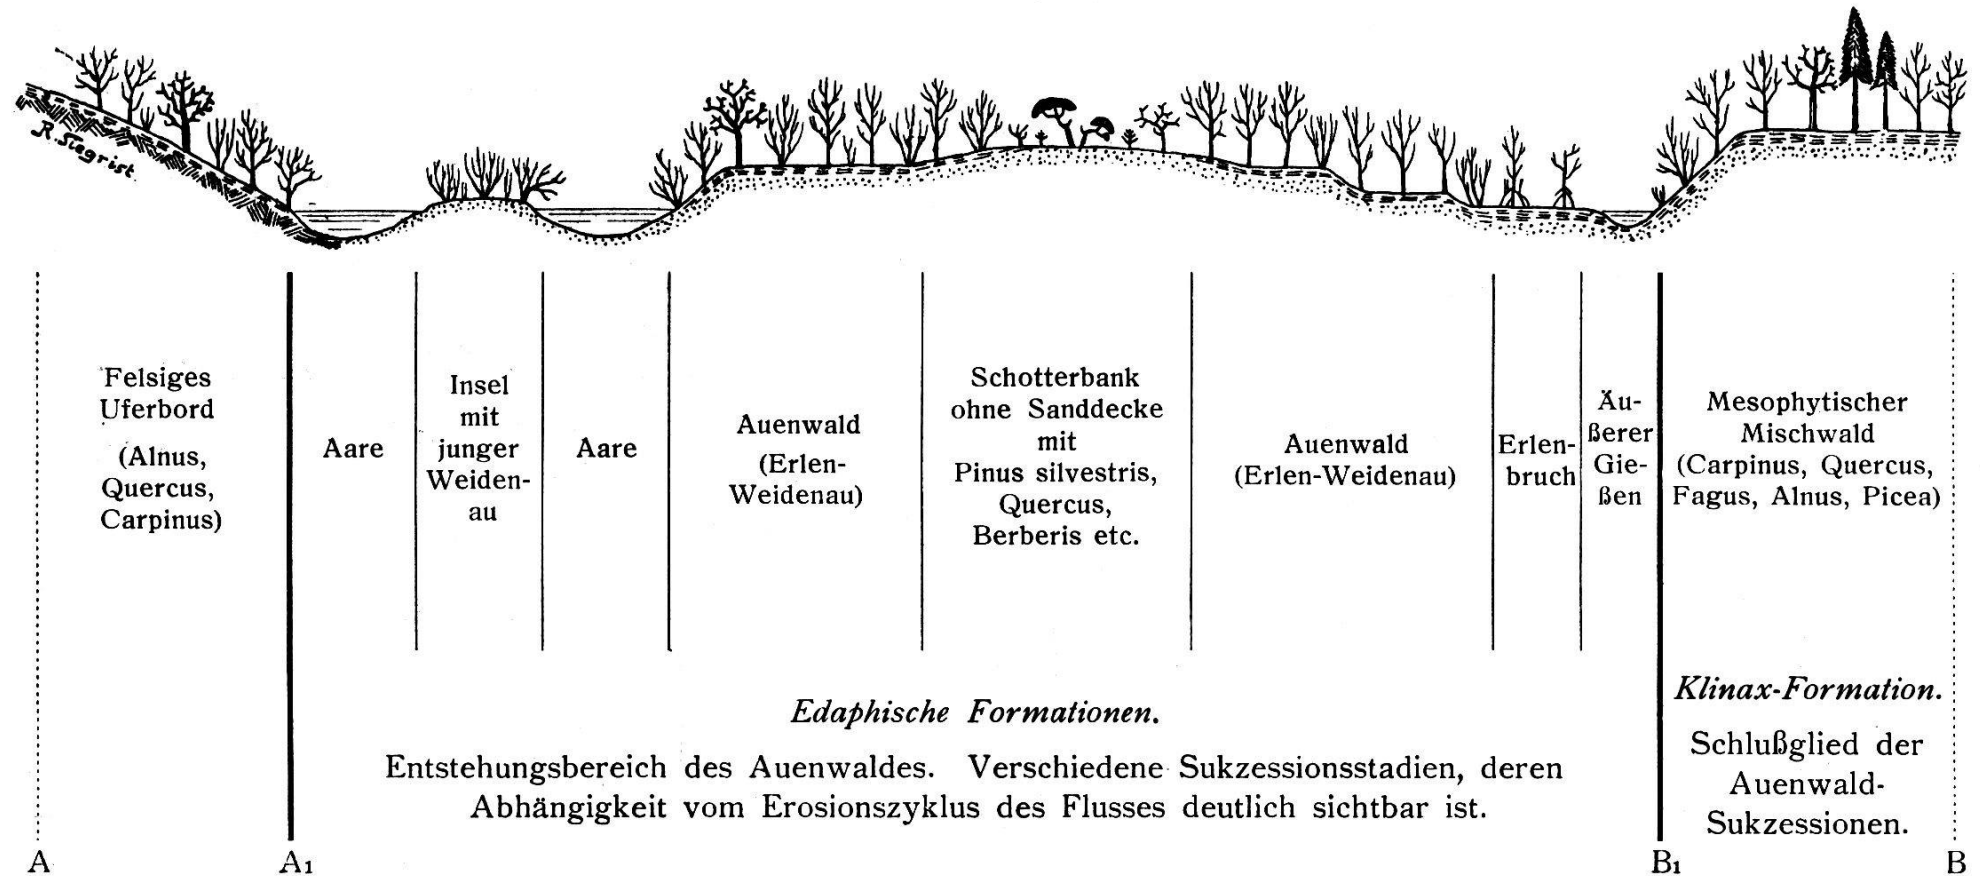 R. Siegrist.
Felsiges
Uferbord
(Alnus,
Quercus,
Carpinus)
Aare
Insel
mit
junger
Weiden-
au
Aare
Auenwald
(Erlen-
Weidenau)
Schotterbank
ohne Sanddecke
mit
Pinus silvestris,
Quercus,
Berberis etc.
Auenwald
(Erlen-Weidenau)
Erlen-
bruch
Äu-
ßerer
Gie-
ßen
Mesophytischer
Mischwald
(Carpinus, Quercus,
Fagus, Alnus, Picea)
Edaphische Formationen.
Entstehungsbereich des Auenwaldes. Verschiedene Sukzessionsstadien, deren
Abhängigkeit vom Erosionszyklus des Flusses deutlich sichtbar ist.
Klinax-Formation.
Schlußglied der
Auenwald-
Sukzessionen.
A
A1
B1
B